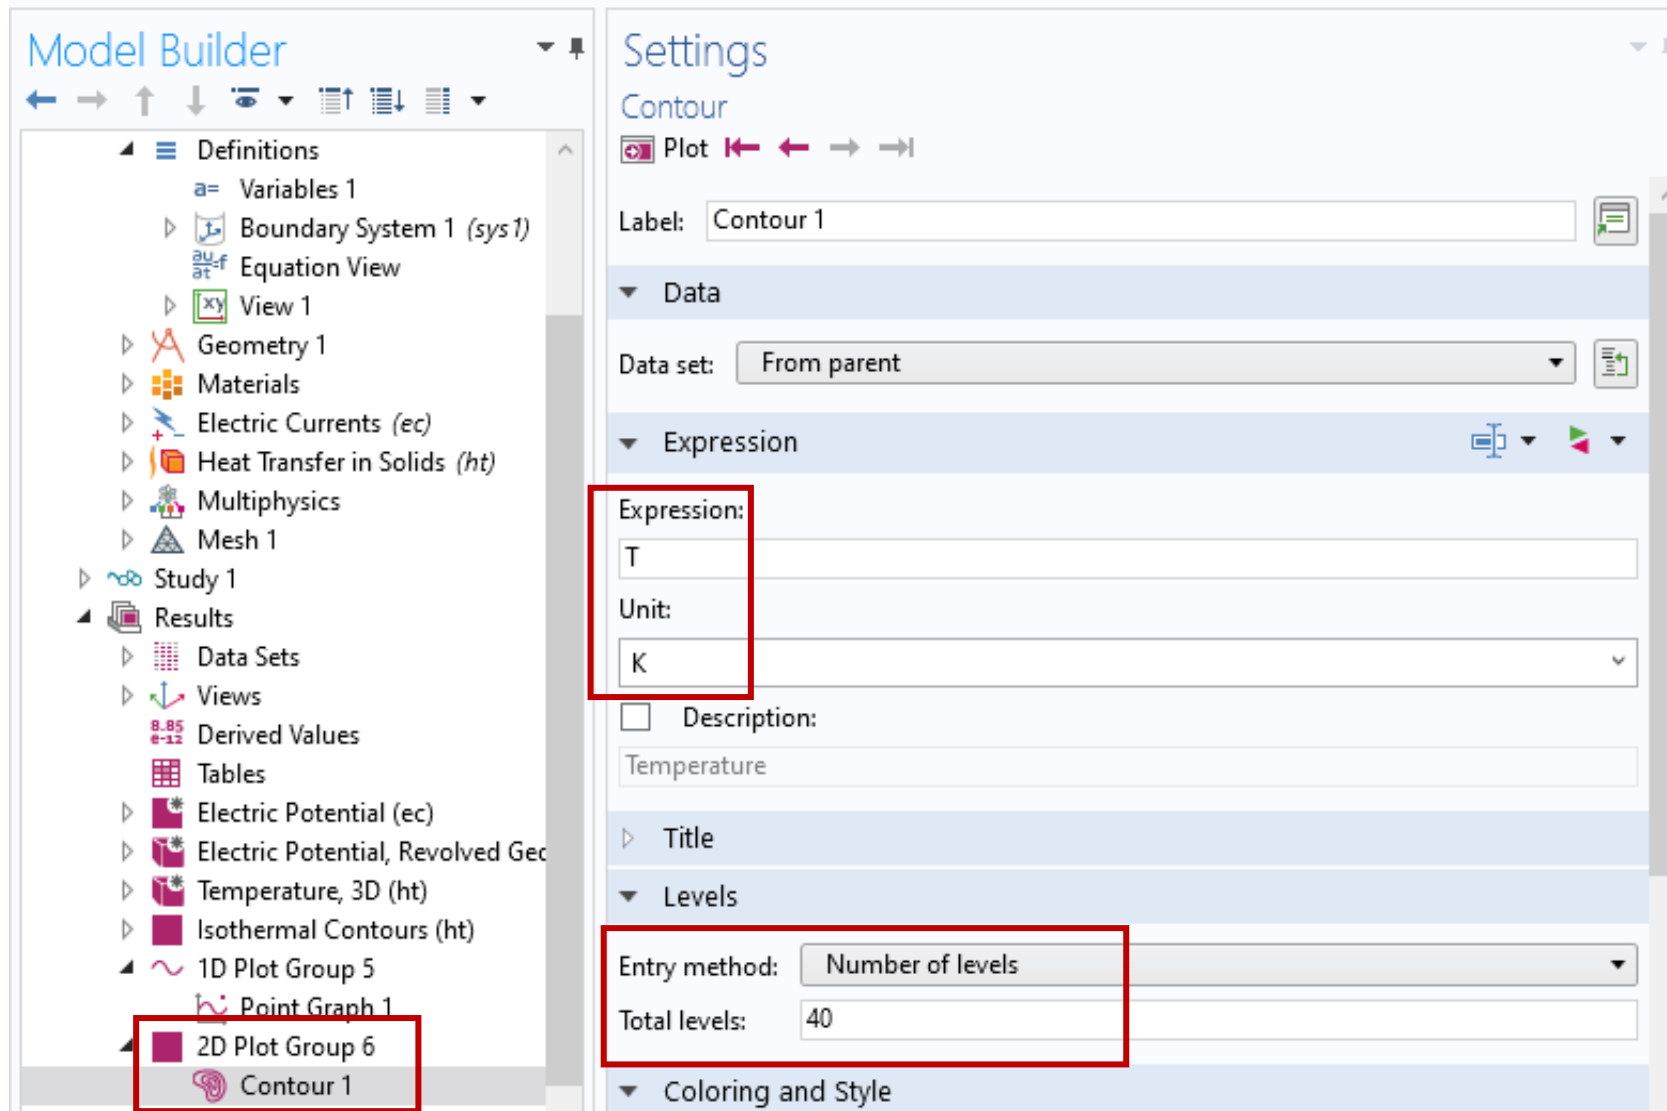 Model Builder
Definitions
a= Variables 1
Boundary System 1 (sys1)
Equation View
xy View 1
Geometry 1
Materials
Electric Currents (ec)
Heat Transfer in Solids (ht)
Multiphysics
Mesh 1
Study 1
Results
Data Sets
Views
8.85
e-12 Derived Values
Tables
Electric Potential (ec)
Electric Potential, Revolved Geo
Temperature, 3D (ht)
Isothermal Contours (ht)
1D Plot Group 5
Point Graph 1
2D Plot Group 6
Contour 1
Settings
Contour
Plot
Label: Contour 1
Data
Data set: From parent
Expression
Expression:
T
Unit:
K
Description:
Temperature
Title
Levels
Entry method: Number of levels
Total levels: 40
Coloring and Style